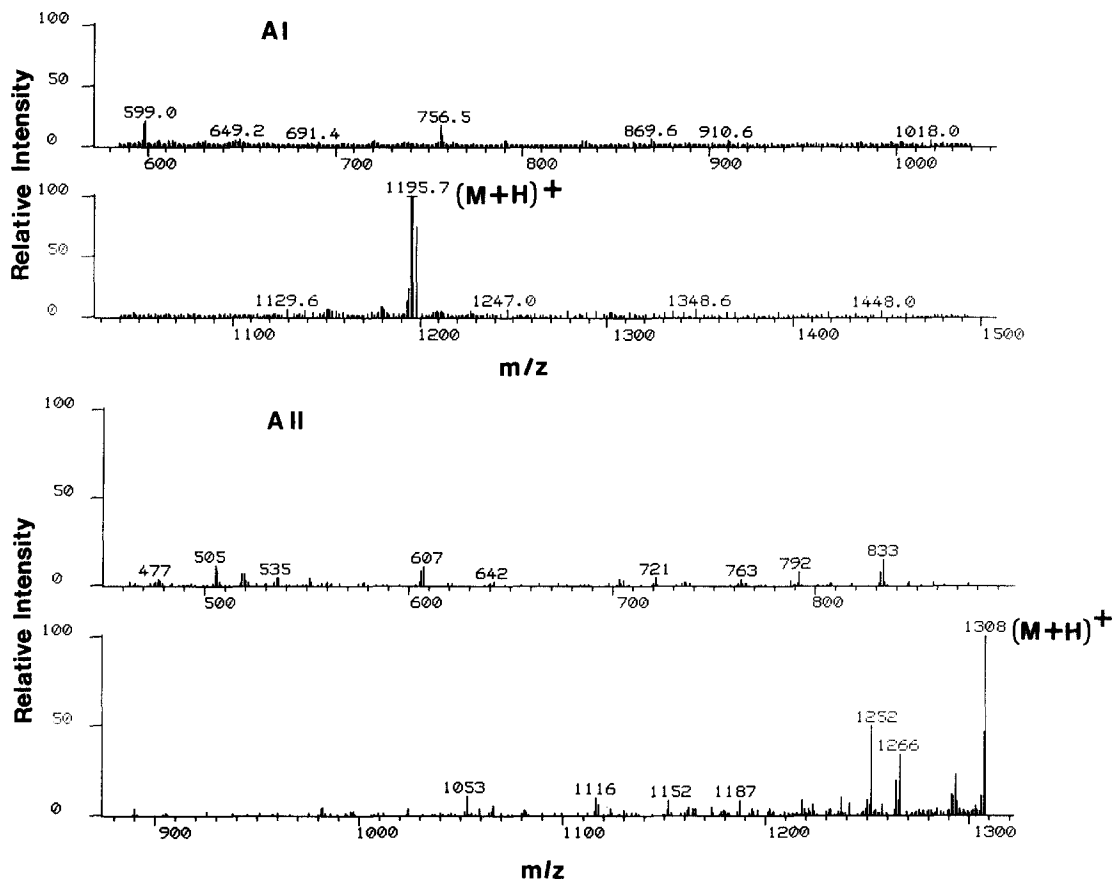 100
AI
50
599.0 649.2 691.4 756.5 869.6 910.6 1018.0
0
600 700 800 900 1000
Relative Intensity
100
1195.7 (M+H)+
50
1129.6 1247.0 1348.6 1448.0
0
1100 1200 1300 1400 1500
m/z
100
A II
50
477 505 535 607 642 721 763 792 833
0
500 600 700 800
Relative Intensity
100
1308 (M+H)+
50
1252
1266
1053 1116 1152 1187
0
900 1000 1100 1200 1300
m/z